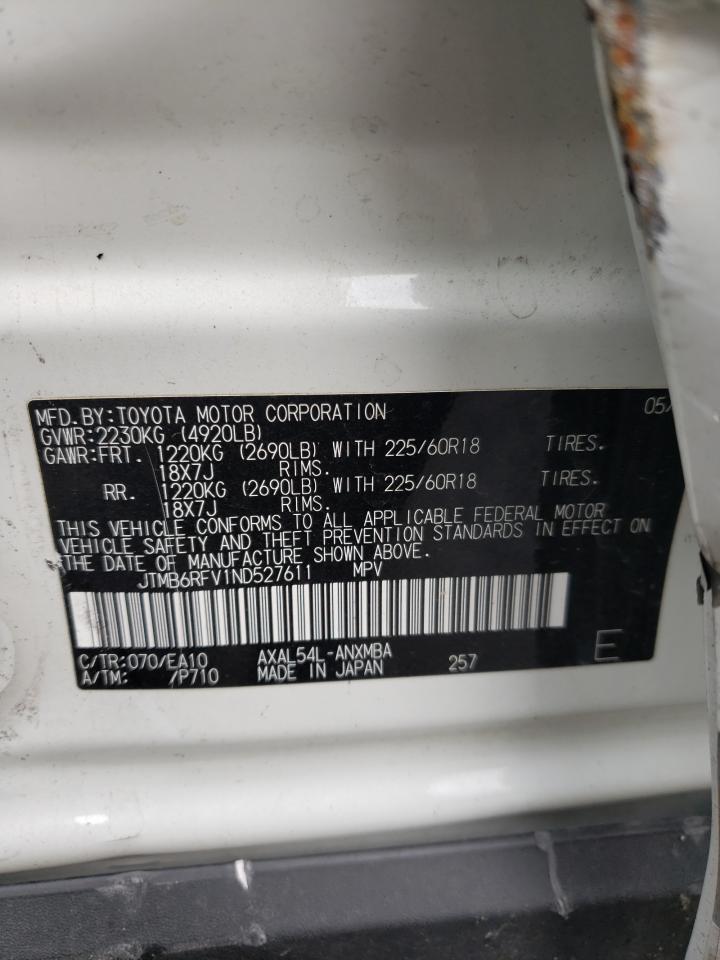 MFD.BY:TOYOTA MOTOR CORPORATION 05/
GVWR:2230KG (4920LB)
GAWR:FRT. 1220KG (2690LB) WITH 225/60R18 TIRES.
18X7J RIMS.
RR. 1220KG (2690LB) WITH 225/60R18 TIRES.
18X7J RIMS.
THIS VEHICLE CONFORMS TO ALL APPLICABLE FEDERAL MOTOR
VEHICLE SAFETY AND THEFT PREVENTION STANDARDS IN EFFECT ON
THE DATE OF MANUFACTURE SHOWN ABOVE.
JTMB6RFV1ND527611 MPV
C/TR:070/EA10 AXAL54L-ANXMBA
A/TM: /P710 MADE IN JAPAN 257 E